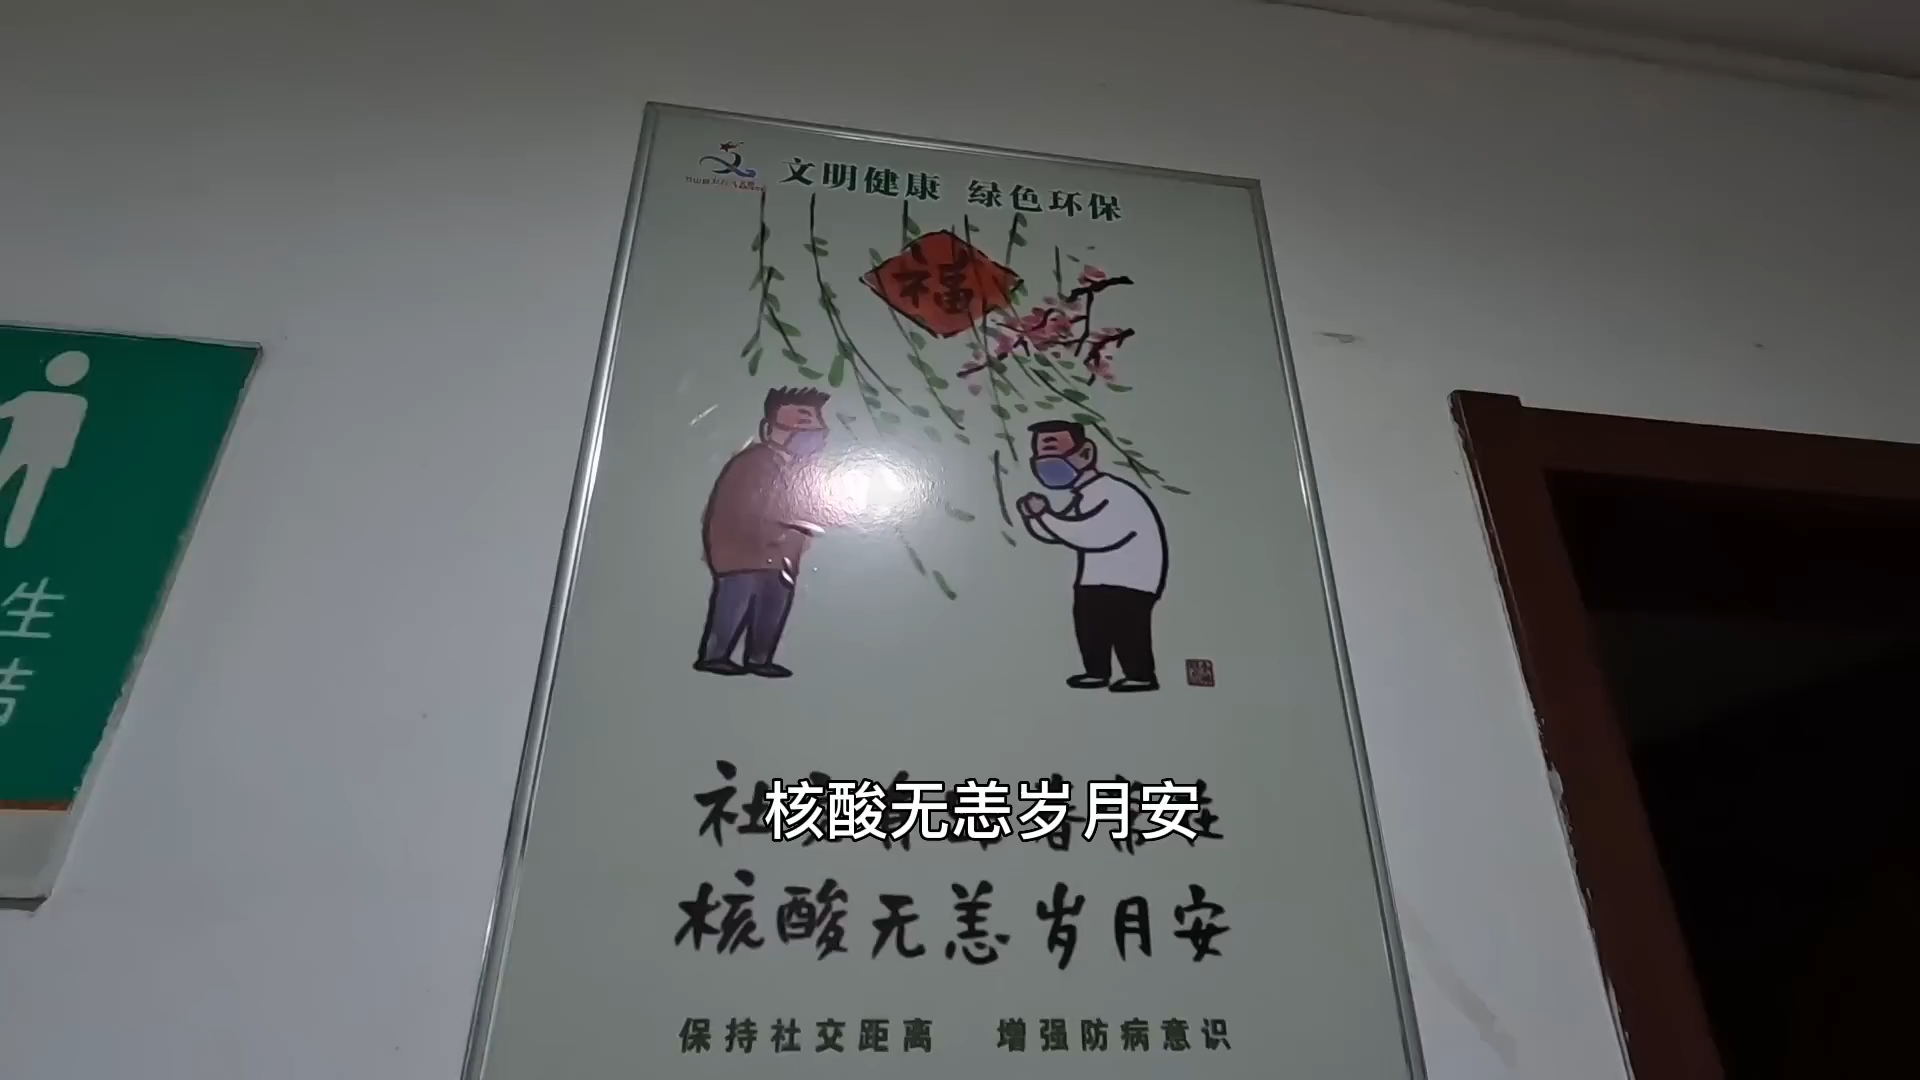 文明健康 绿色环保
福
生
洁
核酸无恙岁月安
核酸无恙岁月安
保持社交距离 增强防病意识